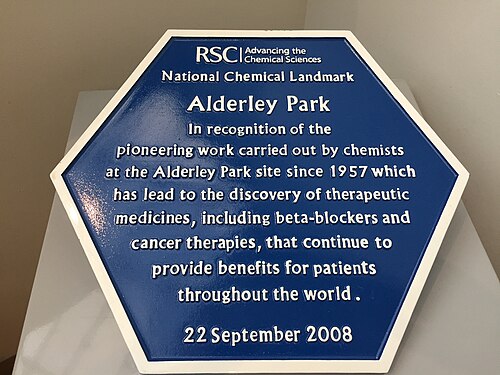 RSC | Advancing the
Chemical Sciences
National Chemical Landmark
Alderley Park
In recognition of the
pioneering work carried out by chemists
at the Alderley Park site since 1957 which
has lead to the discovery of therapeutic
medicines, including beta-blockers and
cancer therapies, that continue to
provide benefits for patients
throughout the world.
22 September 2008